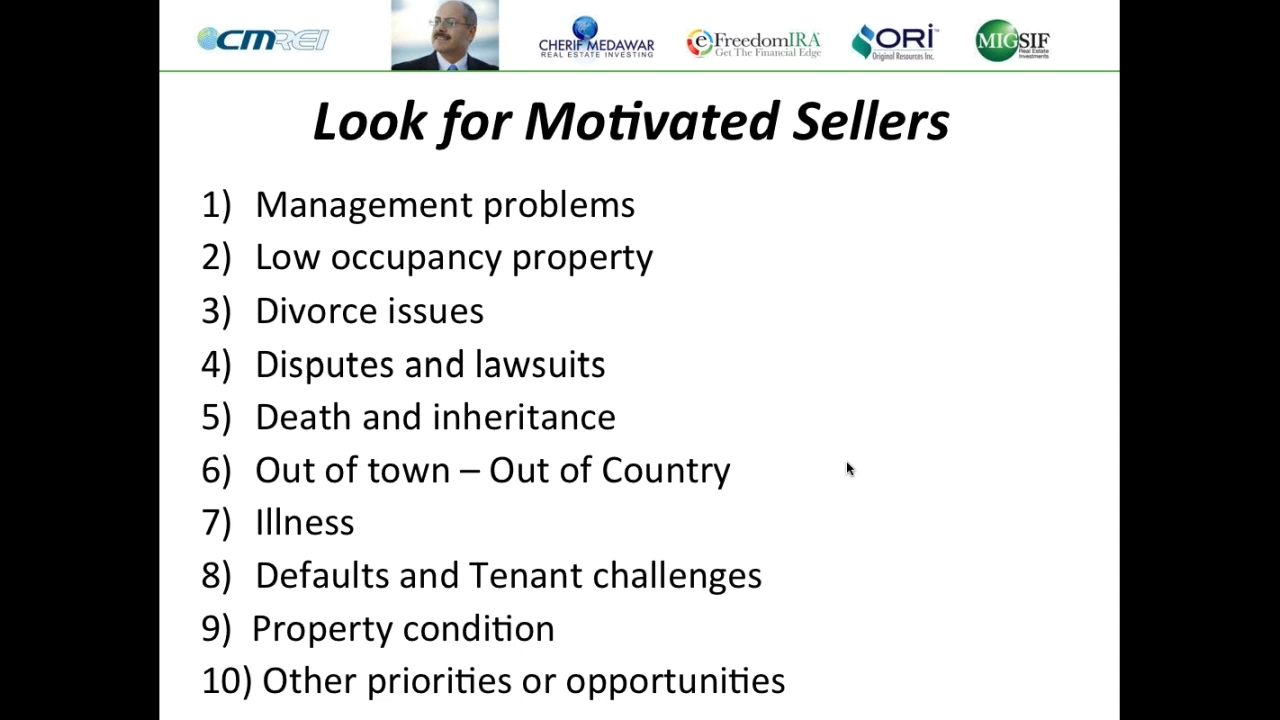 CMREI
CHERIF MEDAWAR
REAL ESTATE INVESTING
eFreedomIRA
Get The Financial Edge
ORI™
Original Resources Inc.
MIGSIF
Real Estate
Investments
Look for Motivated Sellers
1) Management problems
2) Low occupancy property
3) Divorce issues
4) Disputes and lawsuits
5) Death and inheritance
6) Out of town – Out of Country
7) Illness
8) Defaults and Tenant challenges
9) Property condition
10) Other priorities or opportunities